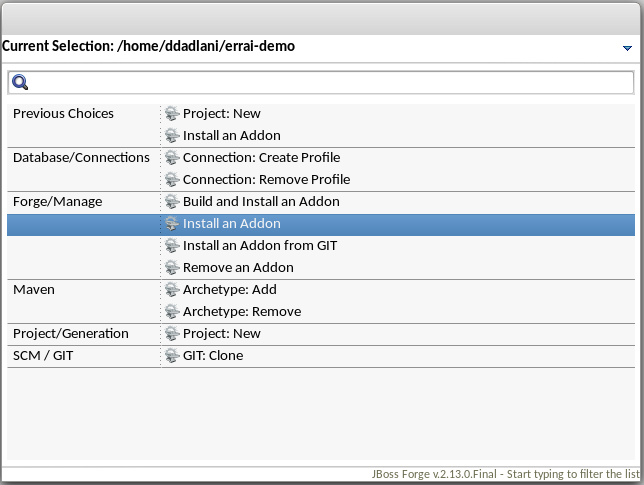 Current Selection: /home/ddadlani/errai-demo
Previous Choices Project: New
Install an Addon
Database/Connections Connection: Create Profile
Connection: Remove Profile
Forge/Manage Build and Install an Addon
Install an Addon
Install an Addon from GIT
Remove an Addon
Maven Archetype: Add
Archetype: Remove
Project/Generation Project: New
SCM / GIT GIT: Clone
JBoss Forge v.2.13.0.Final - Start typing to filter the list